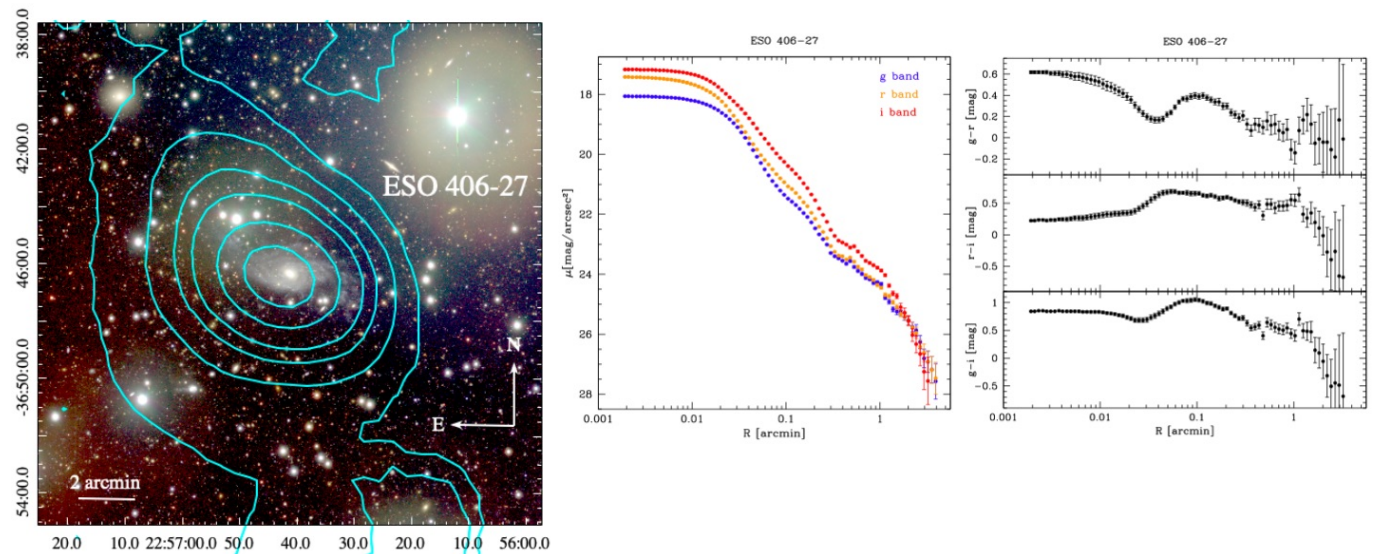 38:00.0
42:00.0
46:00.0
-36:50:00.0
54:00.0
ESO 406-27
N
E
2 arcmin
20.0 10.0 22:57:00.0 50.0 40.0 30.0 20.0 10.0 56:00.0
ESO 406-27
g band
r band
i band
18
20
22
24
26
28
μ[mag/arcsec²]
0.001 0.01 0.1 1
R [arcmin]
ESO 406-27
0.6
0.4
0.2
0
-0.2
g-r [mag]
0.5
0
-0.5
r-i [mag]
1
0.5
0
-0.5
g-i [mag]
0.001 0.01 0.1 1
R [arcmin]